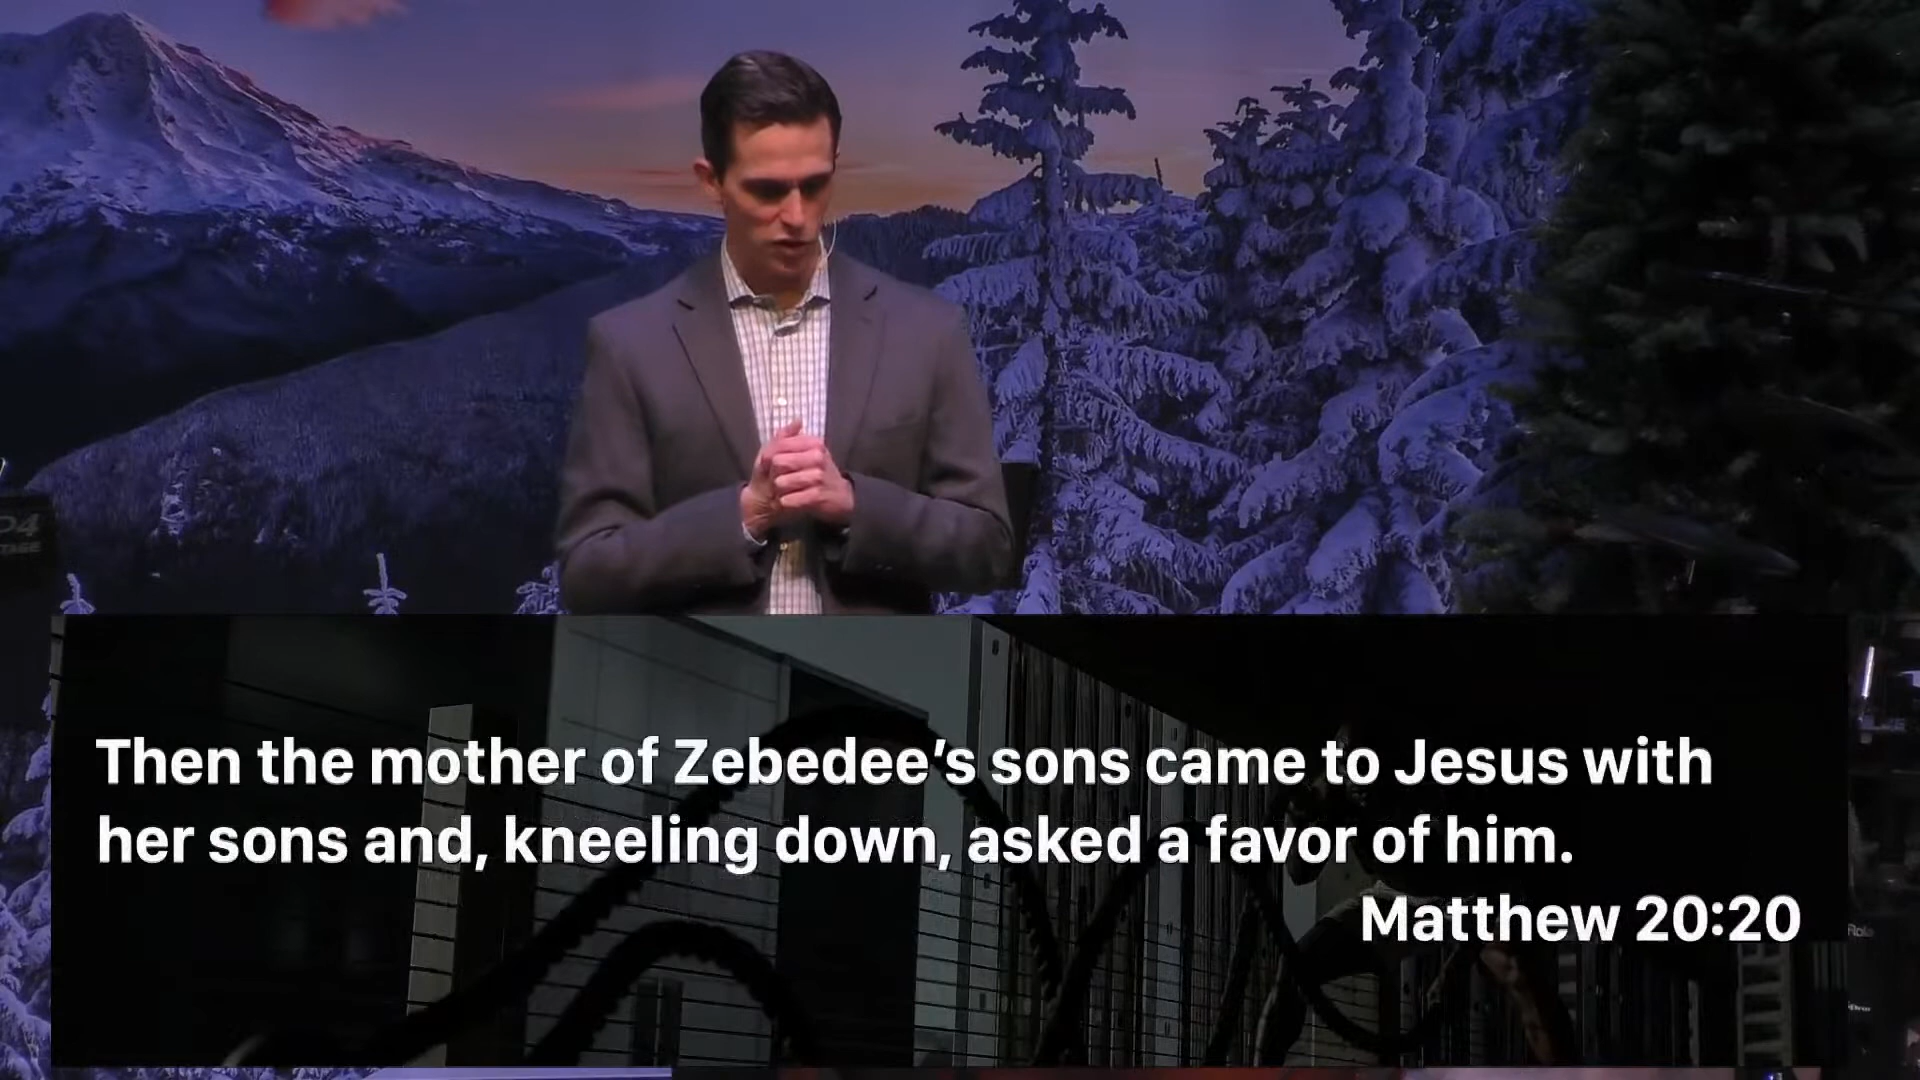 Then the mother of Zebedee’s sons came to Jesus with
her sons and, kneeling down, asked a favor of him.
Matthew 20:20